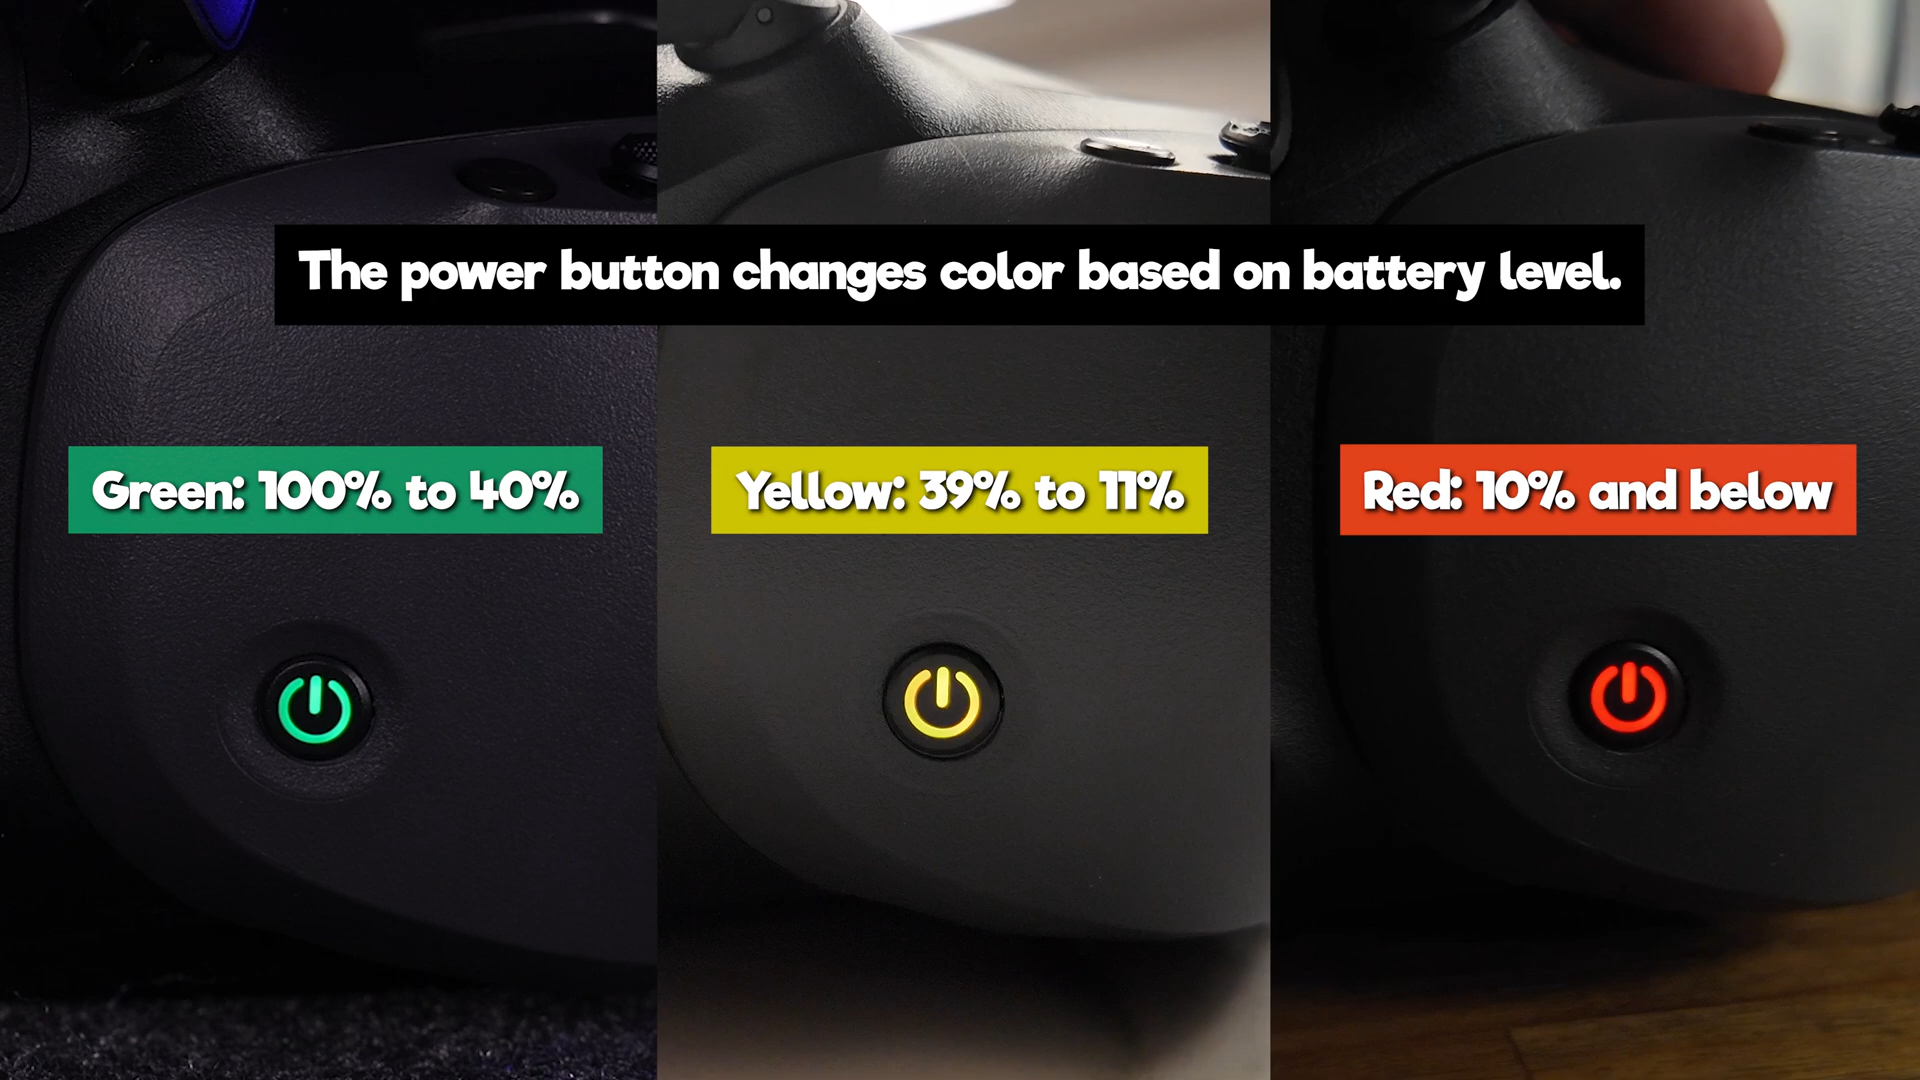 The power button changes color based on battery level.
Green: 100% to 40%
Yellow: 39% to 11%
Red: 10% and below